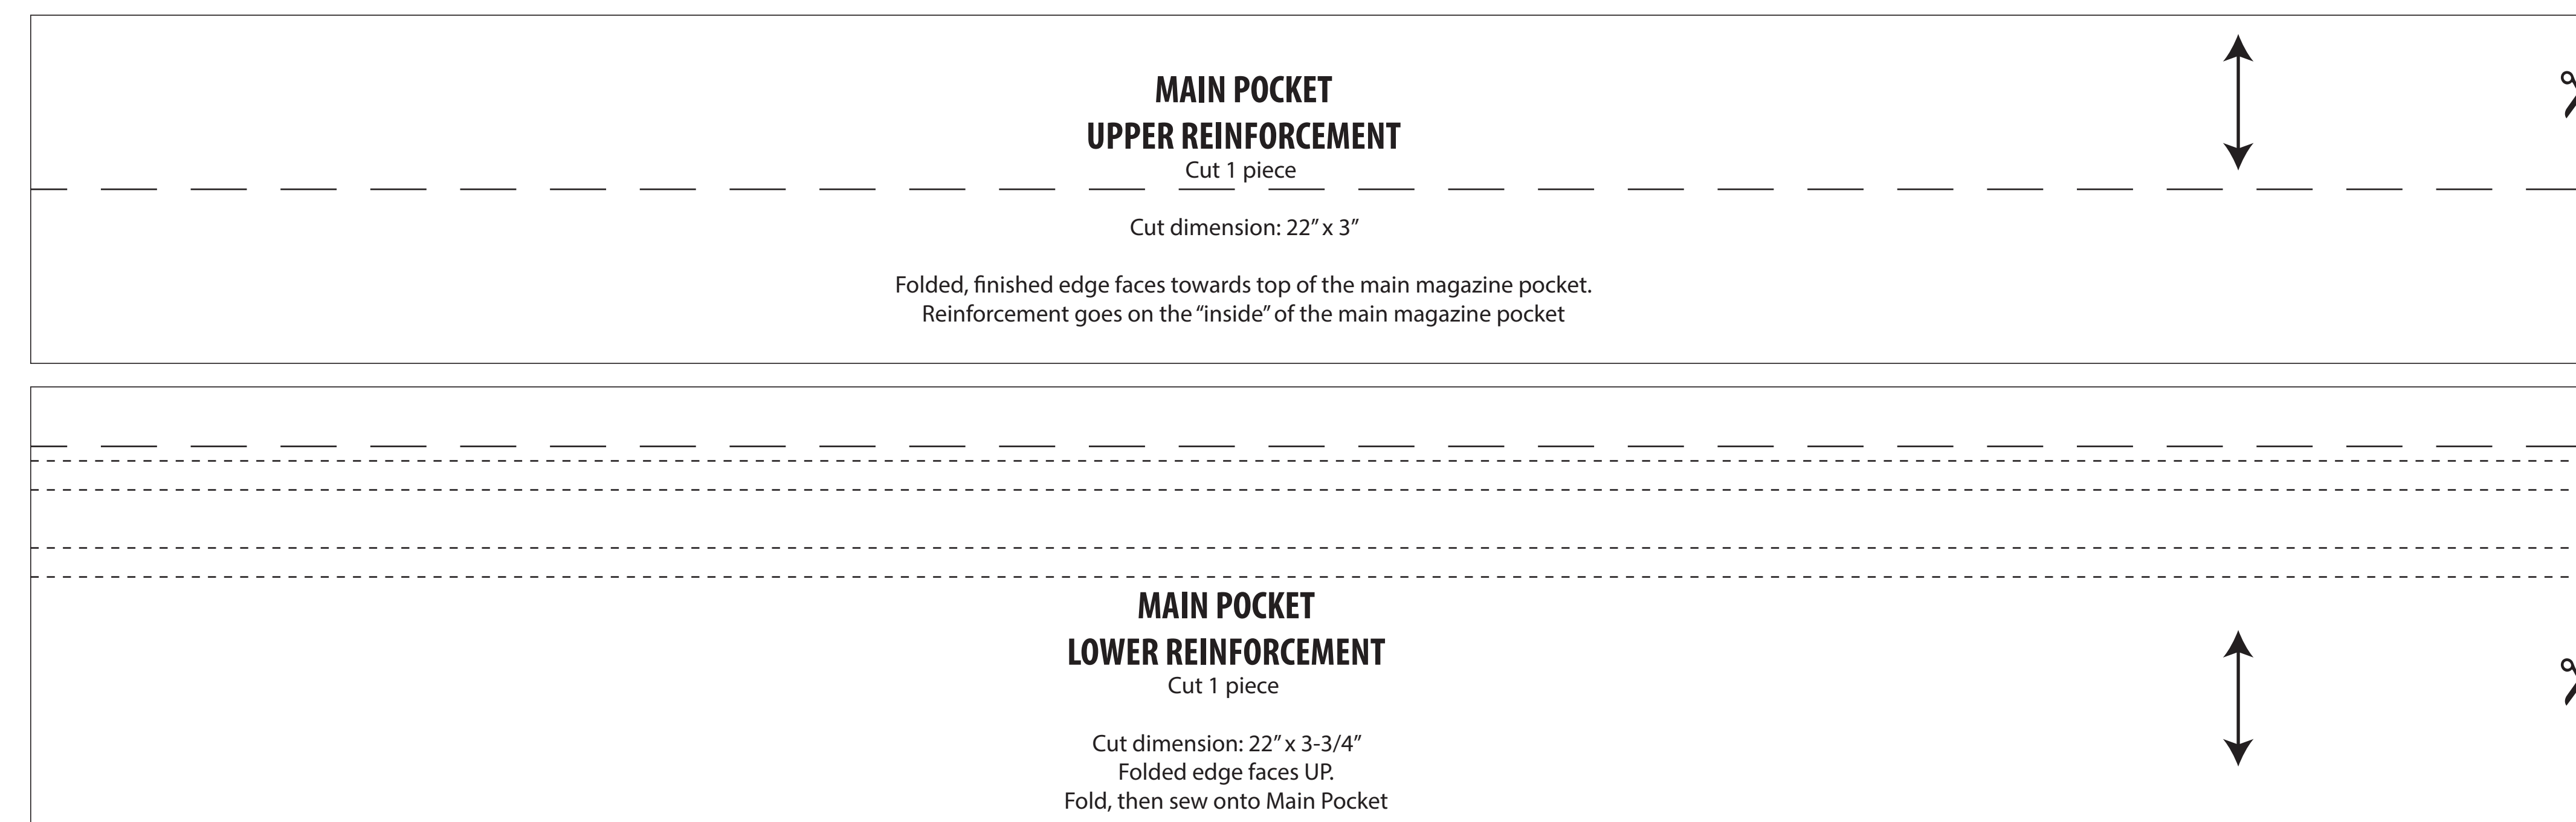 MAIN POCKET
UPPER REINFORCEMENT
Cut 1 piece
Cut dimension: 22” x 3”
Folded, finished edge faces towards top of the main magazine pocket.
Reinforcement goes on the “inside” of the main magazine pocket
MAIN POCKET
LOWER REINFORCEMENT
Cut 1 piece
Cut dimension: 22” x 3-3/4”
Folded edge faces UP.
Fold, then sew onto Main Pocket